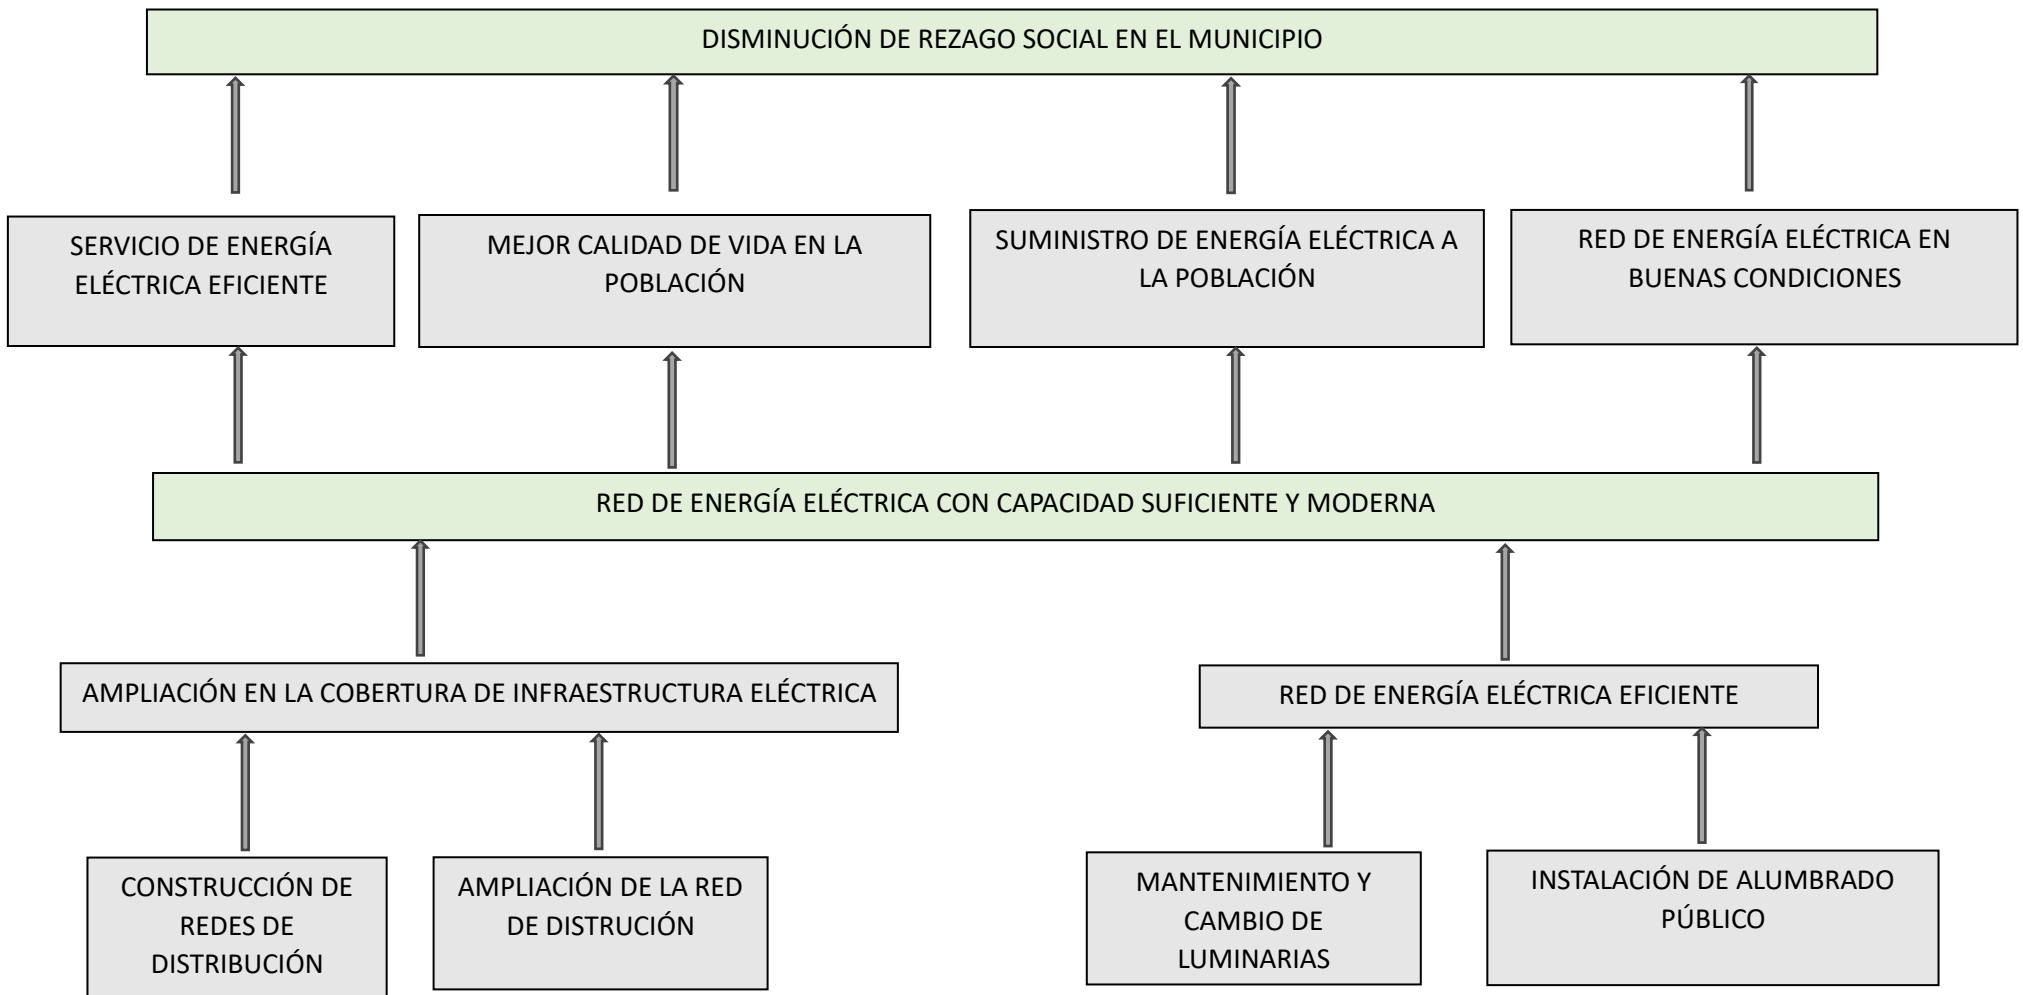 DISMINUCIÓN DE REZAGO SOCIAL EN EL MUNICIPIO
SERVICIO DE ENERGÍA
ELÉCTRICA EFICIENTE
MEJOR CALIDAD DE VIDA EN LA
POBLACIÓN
SUMINISTRO DE ENERGÍA ELÉCTRICA A
LA POBLACIÓN
RED DE ENERGÍA ELÉCTRICA EN
BUENAS CONDICIONES
RED DE ENERGÍA ELÉCTRICA CON CAPACIDAD SUFICIENTE Y MODERNA
AMPLIACIÓN EN LA COBERTURA DE INFRAESTRUCTURA ELÉCTRICA
RED DE ENERGÍA ELÉCTRICA EFICIENTE
CONSTRUCCIÓN DE
REDES DE
DISTRIBUCIÓN
AMPLIACIÓN DE LA RED
DE DISTRUCIÓN
MANTENIMIENTO Y
CAMBIO DE
LUMINARIAS
INSTALACIÓN DE ALUMBRADO
PÚBLICO